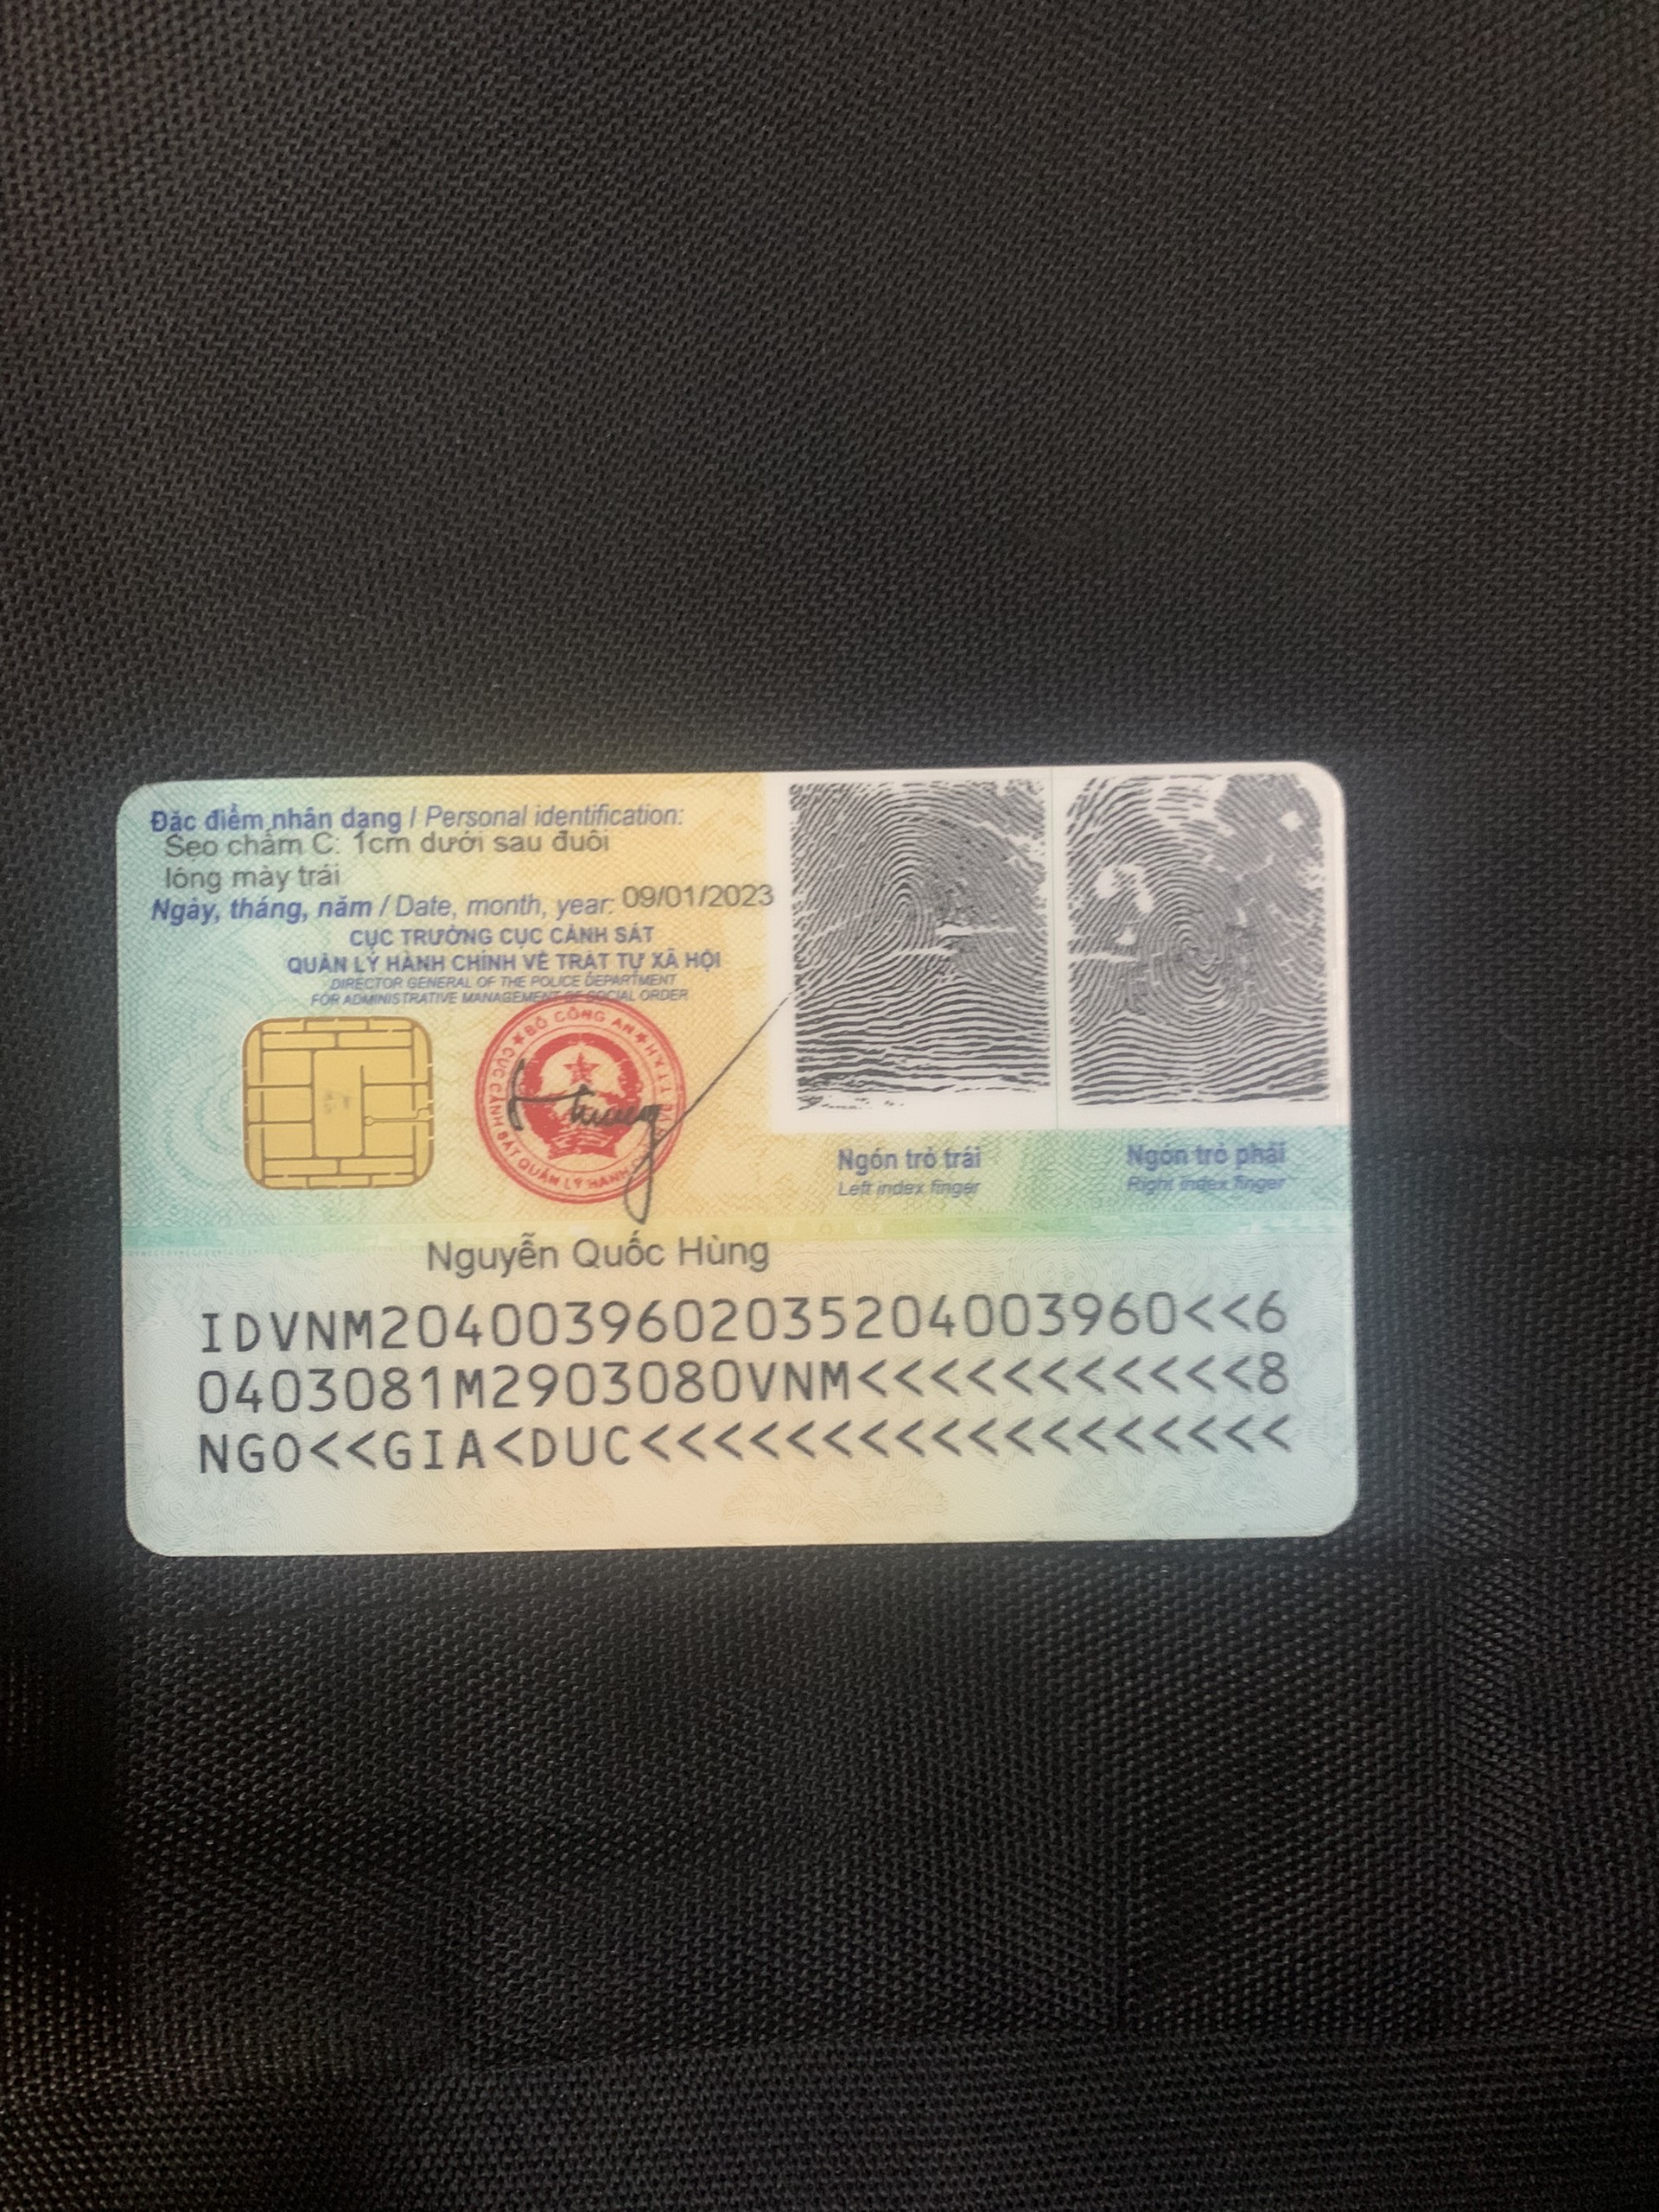 Đặc điểm nhân dạng / Personal identification:
Sẹo chấm C: 1cm dưới sau đuôi
lông mày trái
Ngày, tháng, năm / Date, month, year: 09/01/2023
CỤC TRƯỞNG CỤC CẢNH SÁT
QUẢN LÝ HÀNH CHÍNH VỀ TRẬT TỰ XÃ HỘI
DIRECTOR GENERAL OF THE POLICE DEPARTMENT
FOR ADMINISTRATIVE MANAGEMENT OF SOCIAL ORDER
BỘ CÔNG AN
CỤC CẢNH SÁT QUẢN LÝ HÀNH
Ngón trỏ trái
Left index finger
Ngón trỏ phải
Right index finger
Nguyễn Quốc Hùng
IDVNM2040039602035204003960<<6
0403081M2903080VNM<<<<<<<<<<<8
NGO<<GIA<DUC<<<<<<<<<<<<<<<<<<